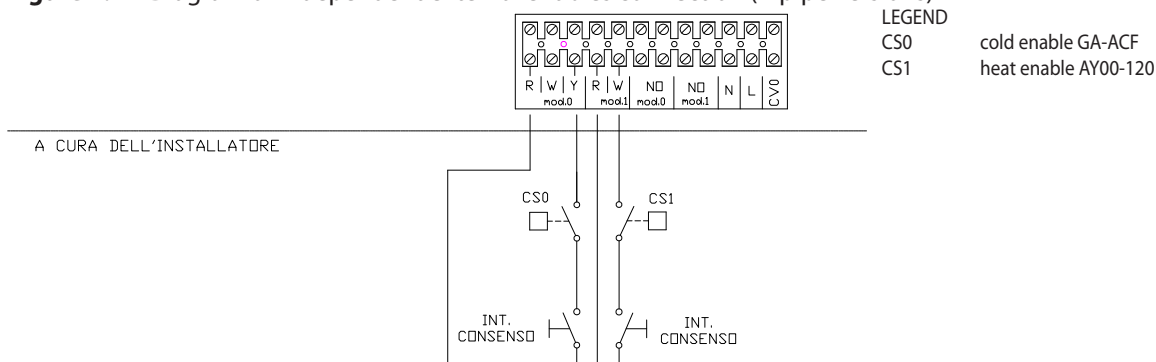 LEGEND
CS0 cold enable GA-ACF
CS1 heat enable AY00-120
R W Y R W NO NO N L CV0
mod.0 mod.1 mod.0 mod.1
A CURA DELL'INSTALLATORE
CS0 CS1
INT. CONSENSO
INT. CONSENSO